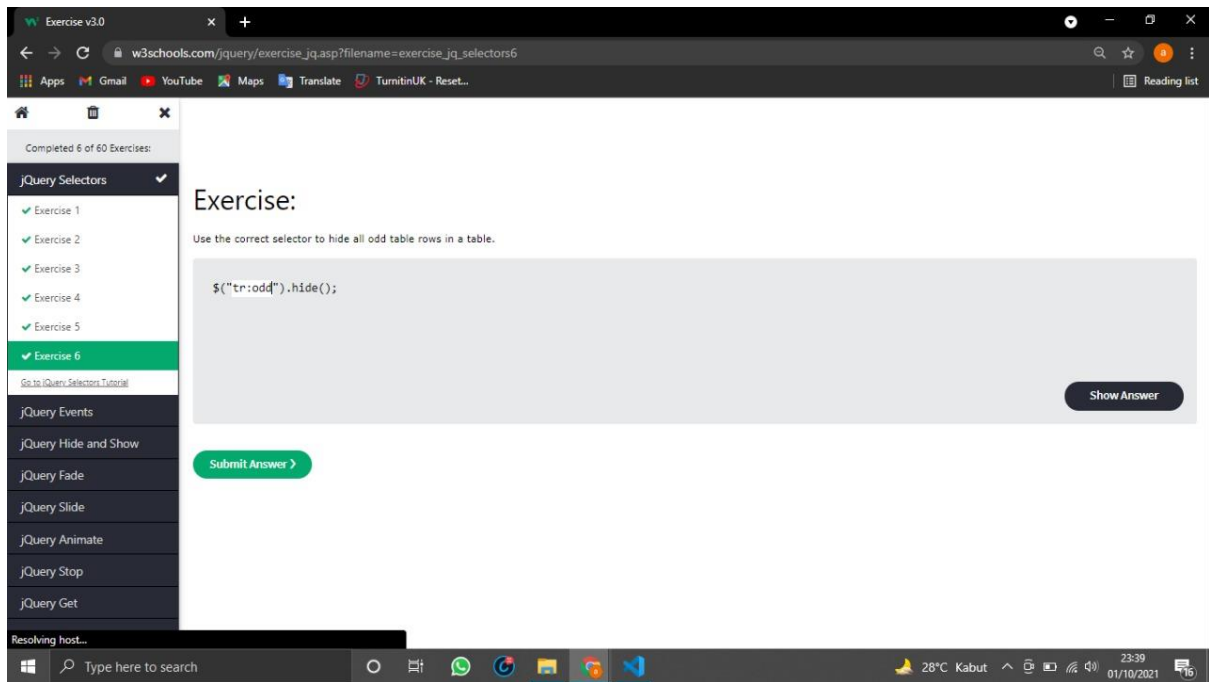 Exercise v3.0
w3schools.com/jquery/exercise_jq.asp?filename=exercise_jq_selectors6
a
Apps
Gmail
YouTube
Maps
Translate
TurnitinUK - Reset...
Reading list
Completed 6 of 60 Exercises:
jQuery Selectors
Exercise 1
Exercise 2
Exercise 3
Exercise 4
Exercise 5
Exercise 6
Go to jQuery Selectors Tutorial
jQuery Events
jQuery Hide and Show
jQuery Fade
jQuery Slide
jQuery Animate
jQuery Stop
jQuery Get
Exercise:
Use the correct selector to hide all odd table rows in a table.
$("tr:odd").hide();
Show Answer
Submit Answer ❯
Resolving host...
Type here to search
28°C Kabut
23:39
01/10/2021
16